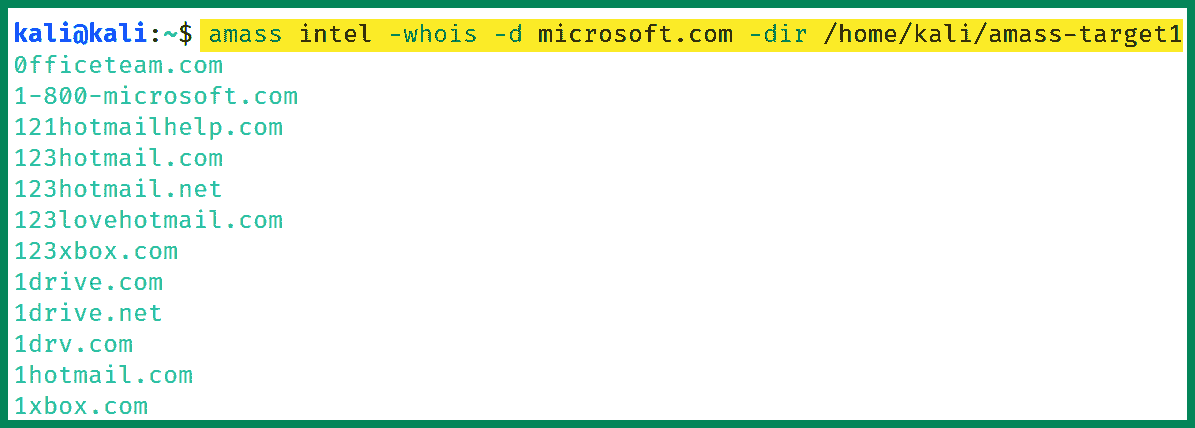 kali@kali:~$ amass intel -whois -d microsoft.com -dir /home/kali/amass-target1
0fficeteam.com
1-800-microsoft.com
121hotmailhelp.com
123hotmail.com
123hotmail.net
123lovehotmail.com
123xbox.com
1drive.com
1drive.net
1drv.com
1hotmail.com
1xbox.com